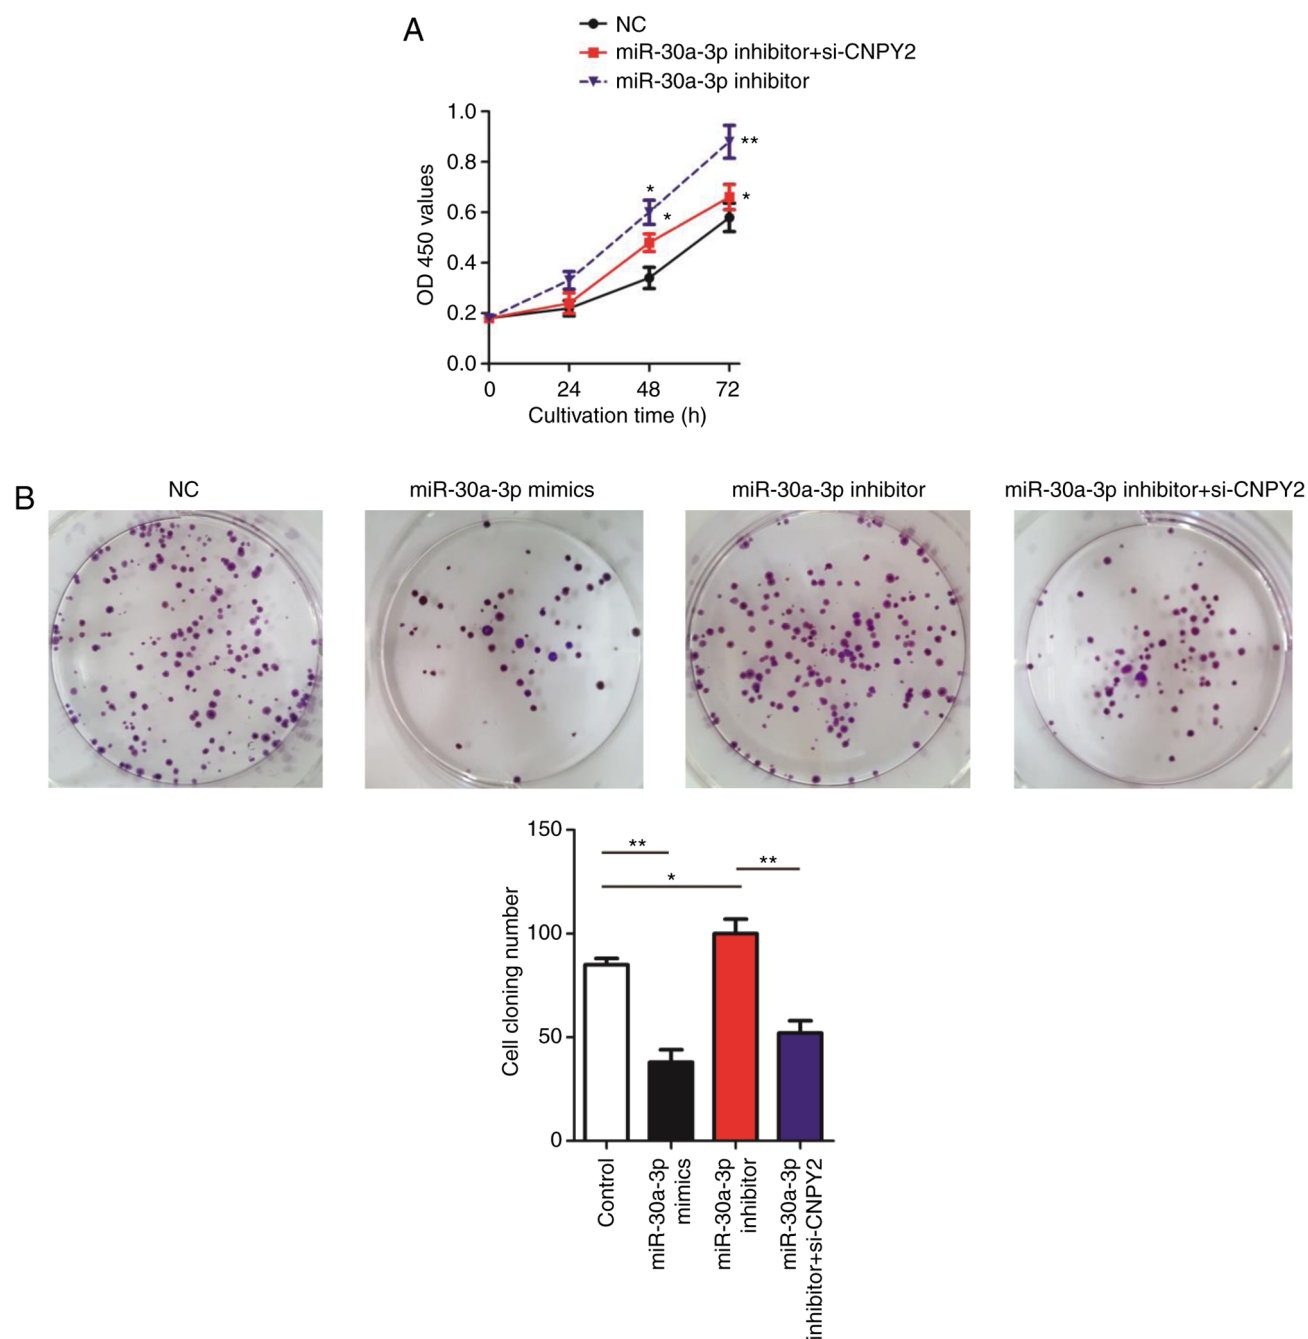 A
NC
miR-30a-3p inhibitor+si-CNPY2
miR-30a-3p inhibitor
1.0
0.8
0.6
0.4
0.2
0.0
OD 450 values
*
*
**
*
0
24
48
72
Cultivation time (h)
B
NC
miR-30a-3p mimics
miR-30a-3p inhibitor
miR-30a-3p inhibitor+si-CNPY2
150
100
50
0
Cell cloning number
**
*
**
Control
miR-30a-3p
mimics
miR-30a-3p
inhibitor
miR-30a-3p
inhibitor+si-CNPY2